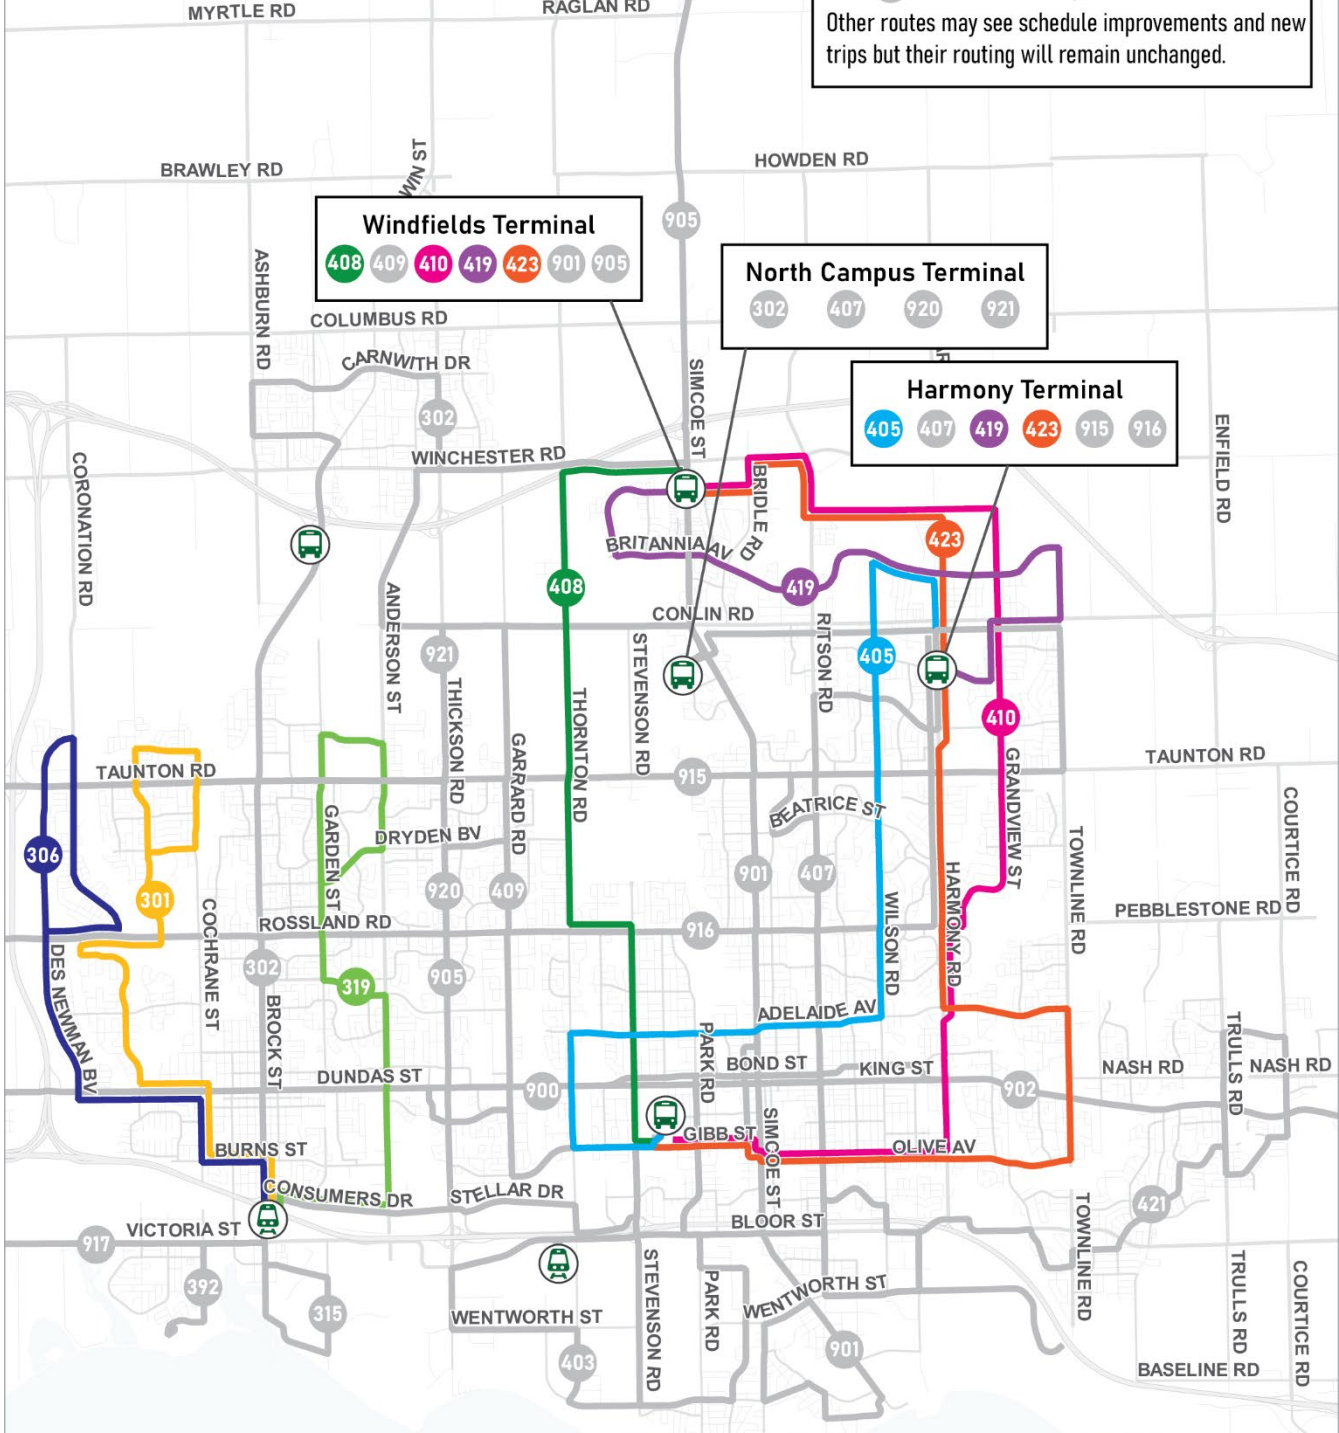 MYRTLE RD
RAGLAN RD
Other routes may see schedule improvements and new
trips but their routing will remain unchanged.
BRAWLEY RD
WIN ST
HOWDEN RD
905
Windfields Terminal
408 409 410 419 423 901 905
North Campus Terminal
302 407 920 921
ASHBURN RD
COLUMBUS RD
CARNWITH DR
SIMCOE ST
Harmony Terminal
405 407 419 423 915 916
302
ENFIELD RD
WINCHESTER RD
CORONATION RD
BRIDLE RD
BRITANNIA AV
423
408
419
CONLIN RD
ANDERSON ST
921
STEVENSON RD
RITSON RD
405
THICKSON RD
THORNTON RD
410
GARRARD RD
GRANDVIEW ST
TAUNTON RD
915
TAUNTON RD
GARDEN ST
DRYDEN BV
BEATRICE ST
COURTICE RD
306
301
920
409
901
407
HARMONY RD
TOWNLINE RD
COCHRANE ST
ROSSLAND RD
916
WILSON RD
PEBBLESTONE RD
DES NEWMAN BV
302
319
905
BROCK ST
ADELAIDE AV
PARK RD
TRULLS RD
DUNDAS ST
900
BOND ST
KING ST
902
NASH RD
NASH RD
BURNS ST
GIBB ST
SIMCOE ST
OLIVE AV
CONSUMERS DR
STELLAR DR
421
917
VICTORIA ST
BLOOR ST
TOWNLINE RD
392
315
STEVENSON RD
PARK RD
WENTWORTH ST
TRULLS RD
COURTICE RD
WENTWORTH ST
403
901
BASELINE RD